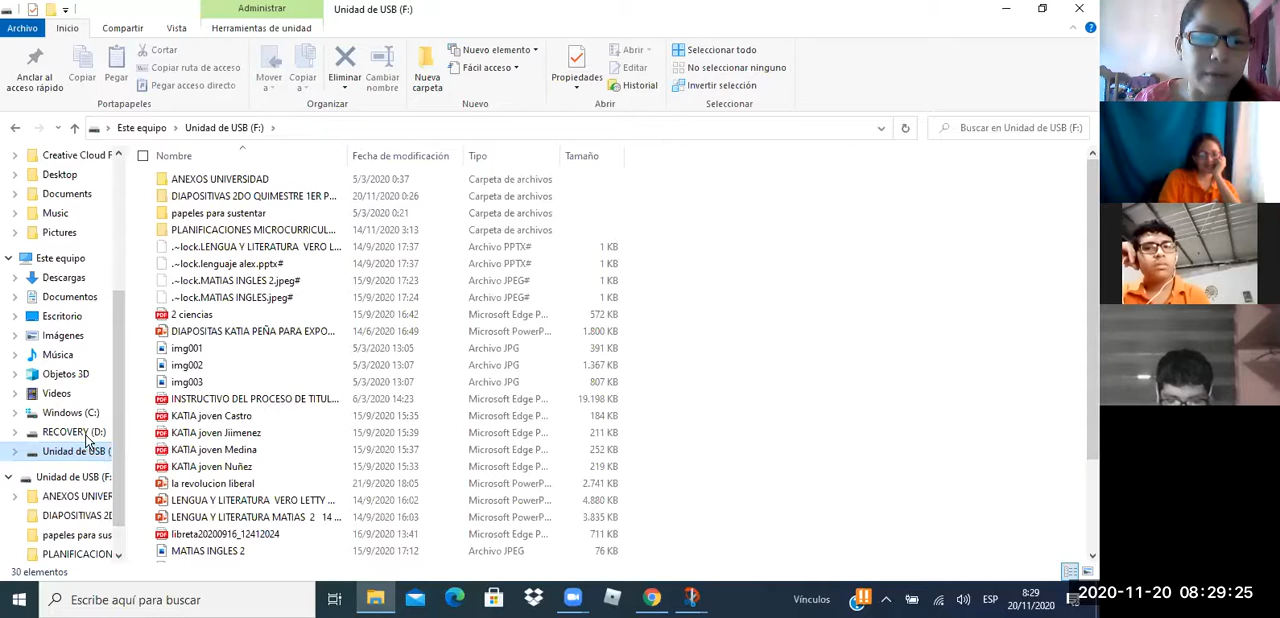 Administrar
Unidad de USB (F:)
Archivo Inicio Compartir Vista Herramientas de unidad
Anclar al acceso rápido
Copiar
Pegar
Cortar
Copiar ruta de acceso
Pegar acceso directo
Portapapeles
Mover a
Copiar a
Eliminar
Cambiar nombre
Organizar
Nueva carpeta
Nuevo elemento
Fácil acceso
Nuevo
Propiedades
Abrir
Editar
Historial
Abrir
Seleccionar todo
No seleccionar ninguno
Invertir selección
Seleccionar
Este equipo > Unidad de USB (F:) >
Buscar en Unidad de USB (F:)
Creative Cloud F
Desktop
Documents
Music
Pictures
Este equipo
Descargas
Documentos
Escritorio
Imágenes
Música
Objetos 3D
Videos
Windows (C:)
RECOVERY (D:)
Unidad de USB (
Unidad de USB (F:
ANEXOS UNIVER
DIAPOSITIVAS 2D
papeles para sus
PLANIFICACION
Nombre Fecha de modificación Tipo Tamaño
ANEXOS UNIVERSIDAD 5/3/2020 0:37 Carpeta de archivos
DIAPOSITIVAS 2DO QUIMESTRE 1ER P... 20/11/2020 0:26 Carpeta de archivos
papeles para sustentar 5/3/2020 0:21 Carpeta de archivos
PLANIFICACIONES MICROCURRICUL... 14/11/2020 3:13 Carpeta de archivos
.~lock.LENGUA Y LITERATURA VERO L... 14/9/2020 17:37 Archivo PPTX# 1 KB
.~lock.lenguaje alex.pptx# 14/9/2020 17:37 Archivo PPTX# 1 KB
.~lock.MATIAS INGLES 2.jpeg# 15/9/2020 17:23 Archivo JPEG# 1 KB
.~lock.MATIAS INGLES.jpeg# 15/9/2020 17:24 Archivo JPEG# 1 KB
2 ciencias 15/9/2020 16:42 Microsoft Edge P... 572 KB
DIAPOSITAS KATIA PEÑA PARA EXPO... 14/6/2020 16:49 Microsoft PowerP... 1.800 KB
img001 5/3/2020 13:05 Archivo JPG 391 KB
img002 5/3/2020 13:07 Archivo JPG 1.367 KB
img003 5/3/2020 13:07 Archivo JPG 807 KB
INSTRUCTIVO DEL PROCESO DE TITUL... 6/3/2020 14:23 Microsoft Edge P... 19.198 KB
KATIA joven Castro 15/9/2020 15:35 Microsoft Edge P... 184 KB
KATIA joven Jiimenez 15/9/2020 15:39 Microsoft Edge P... 211 KB
KATIA joven Medina 15/9/2020 15:36 Microsoft Edge P... 252 KB
KATIA joven Nuñez 15/9/2020 15:33 Microsoft Edge P... 219 KB
la revolucion liberal 21/9/2020 18:05 Microsoft PowerP... 2.741 KB
LENGUA Y LITERATURA VERO LETTY ... 14/9/2020 16:02 Microsoft PowerP... 4.880 KB
LENGUA Y LITERATURA MATIAS 2 14 ... 14/9/2020 16:03 Microsoft PowerP... 3.835 KB
libreta20200916_12412024 16/9/2020 13:41 Microsoft Edge P... 711 KB
MATIAS INGLES 2 15/9/2020 17:12 Archivo JPEG 76 KB
30 elementos
Escribe aquí para buscar
Vínculos
ESP
8:29
20/11/2020
2020-11-20 08:29:25